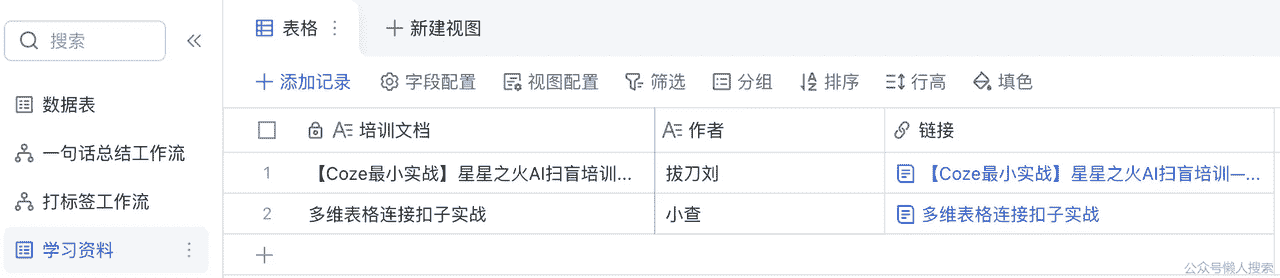 搜索
数据表
一句话总结工作流
打标签工作流
学习资料
表格
新建视图
添加记录 字段配置 视图配置 筛选 分组 排序 行高 填色
培训文档 作者 链接
1 【Coze最小实战】星星之火AI扫盲培训... 拔刀刘 【Coze最小实战】星星之火AI扫盲培训—...
2 多维表格连接扣子实战 小查 多维表格连接扣子实战
公众号懒人搜索